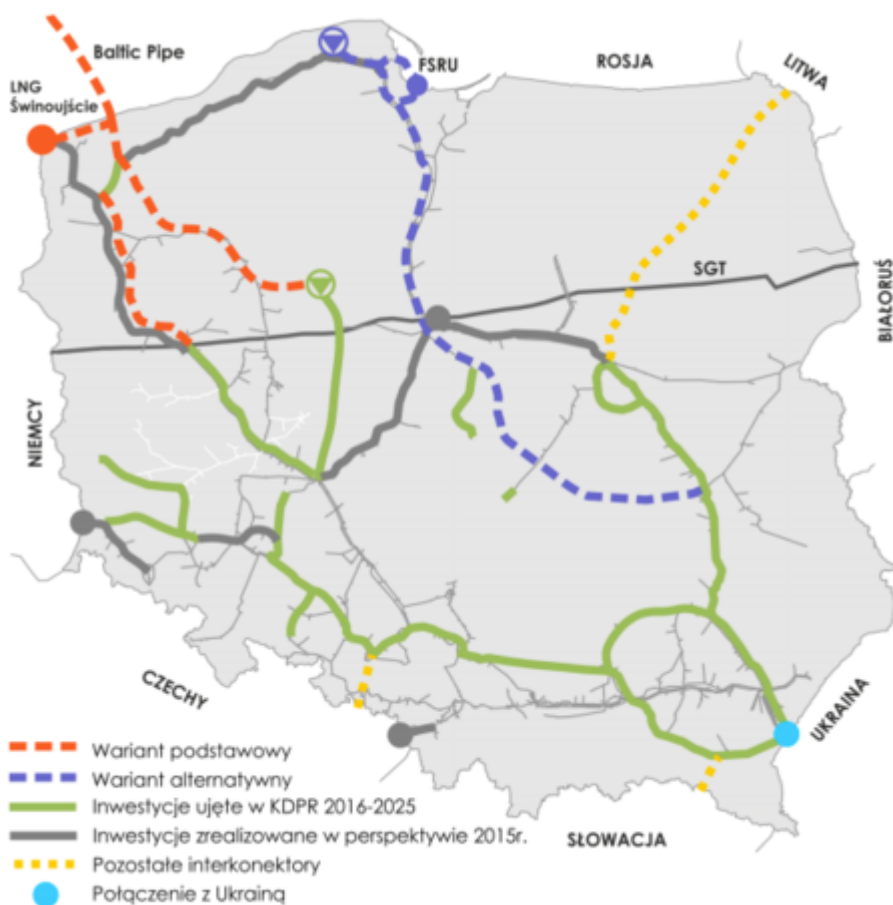 Baltic Pipe
FSRU
ROSJA
LITWA
LNG
Świnoujście
SGT
BIAŁORUŚ
NIEMCY
CZECHY
UKRAINA
SŁOWACJA
Wariant podstawowy
Wariant alternatywny
Inwestycje ujęte w KDPR 2016-2025
Inwestycje zrealizowane w perspektywie 2015r.
Pozostałe interkonektory
Połączenie z Ukrainą